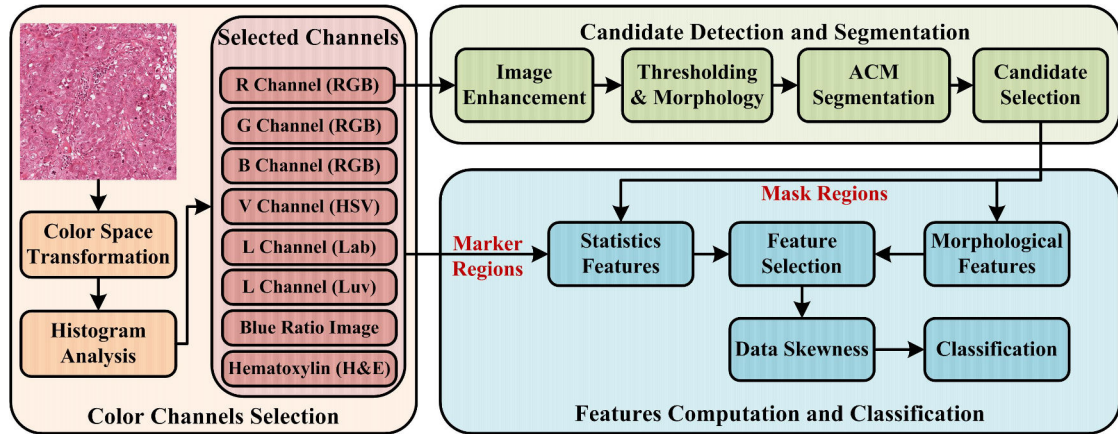 Selected Channels
R Channel (RGB)
G Channel (RGB)
B Channel (RGB)
V Channel (HSV)
L Channel (Lab)
L Channel (Luv)
Blue Ratio Image
Hematoxylin (H&E)
Color Space
Transformation
Histogram
Analysis
Color Channels Selection
Candidate Detection and Segmentation
Image
Enhancement
Thresholding
& Morphology
ACM
Segmentation
Candidate
Selection
Mask Regions
Marker
Regions
Statistics
Features
Feature
Selection
Morphological
Features
Data Skewness
Classification
Features Computation and Classification